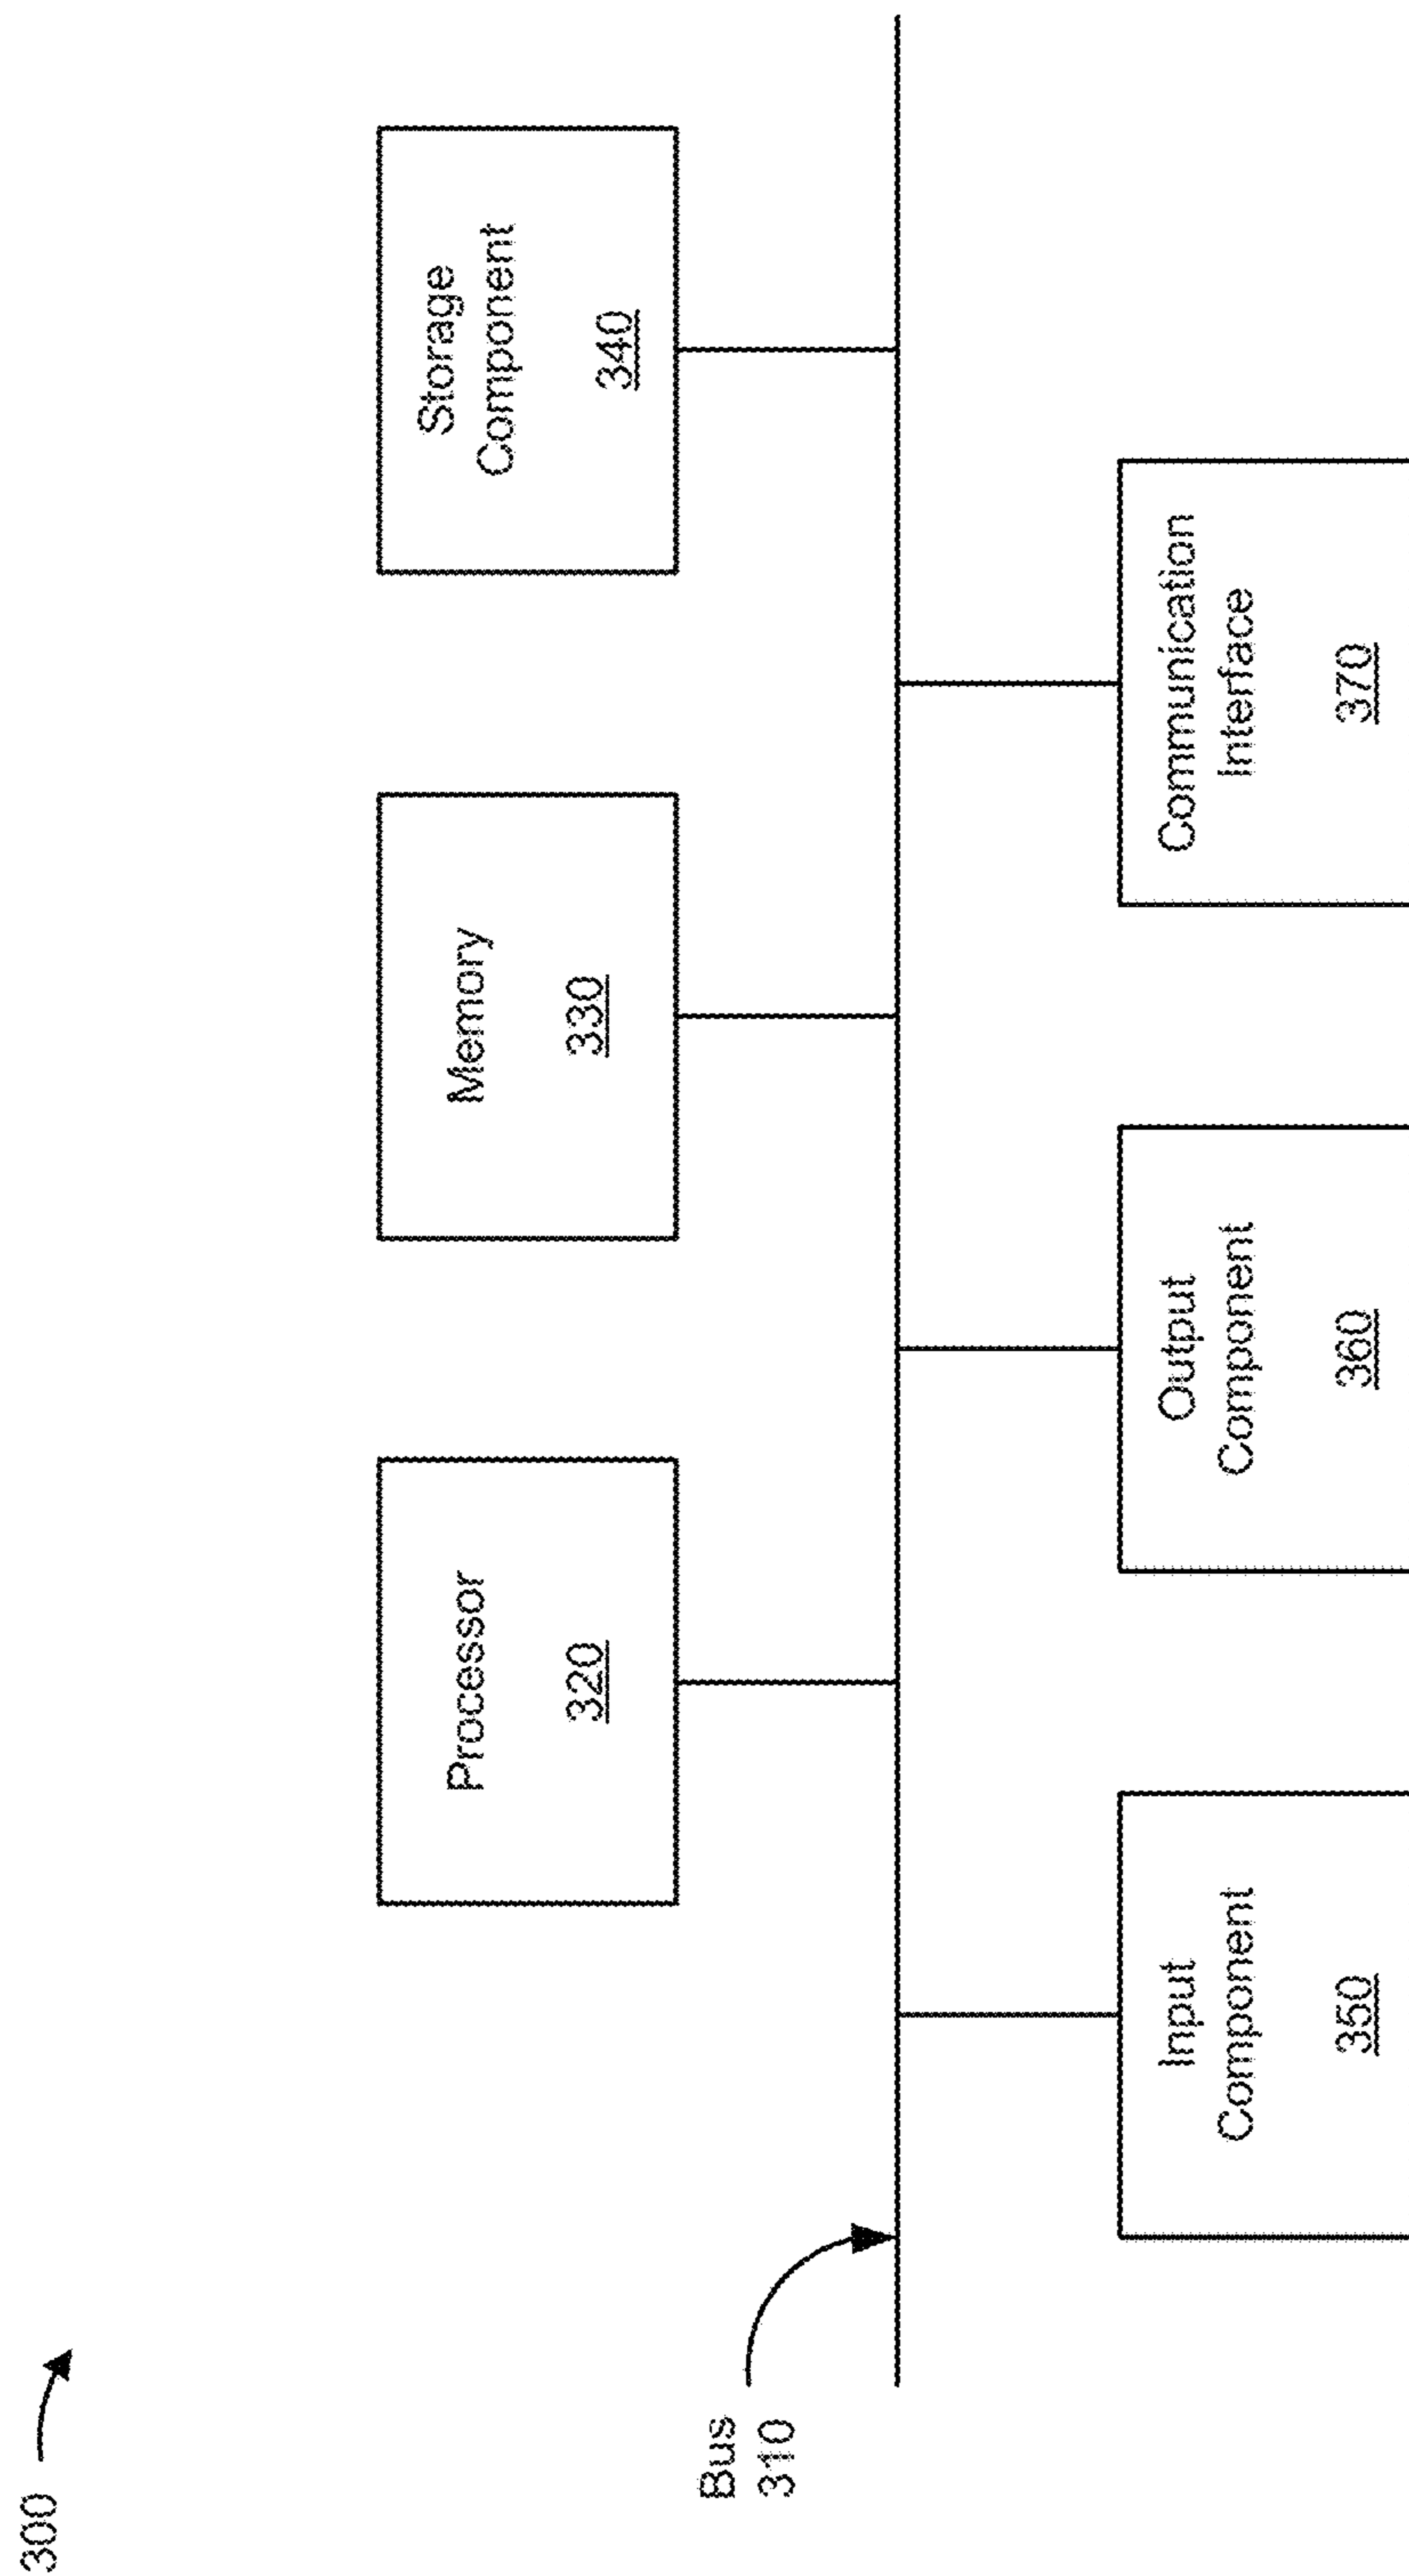 300
Processor
320
Memory
330
Storage
Component
340
Bus
310
Input
Component
350
Output
Component
360
Communication
Interface
370